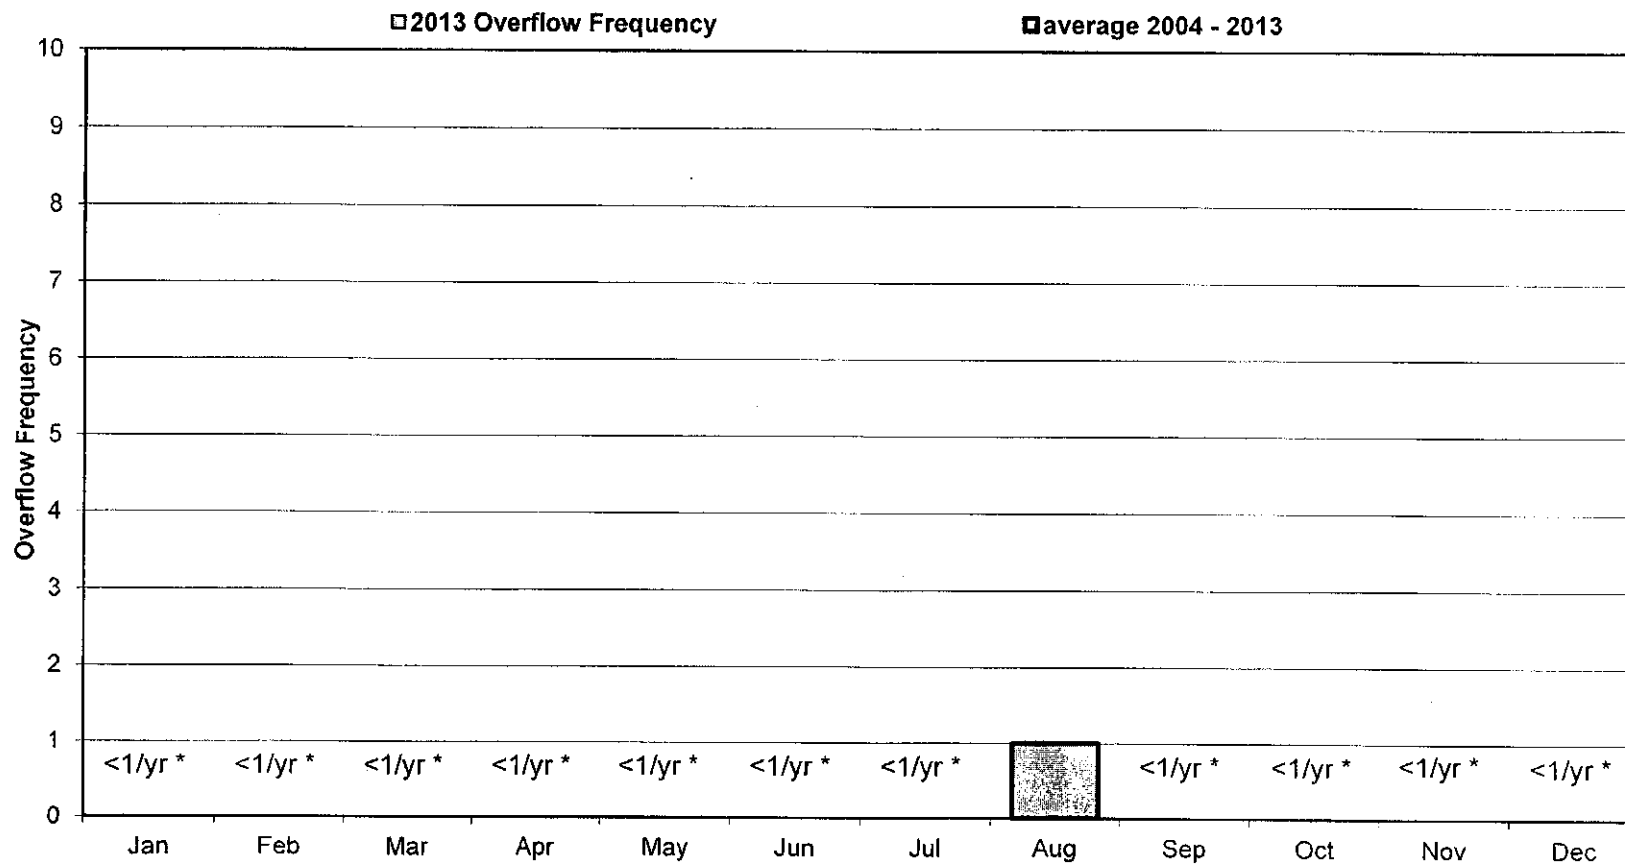 2013 Overflow Frequency
average 2004 - 2013
10
9
8
7
6
5
4
3
2
1
0
Overflow Frequency
<1/yr * <1/yr * <1/yr * <1/yr * <1/yr * <1/yr * <1/yr * <1/yr * <1/yr * <1/yr * <1/yr *
Jan Feb Mar Apr May Jun Jul Aug Sep Oct Nov Dec